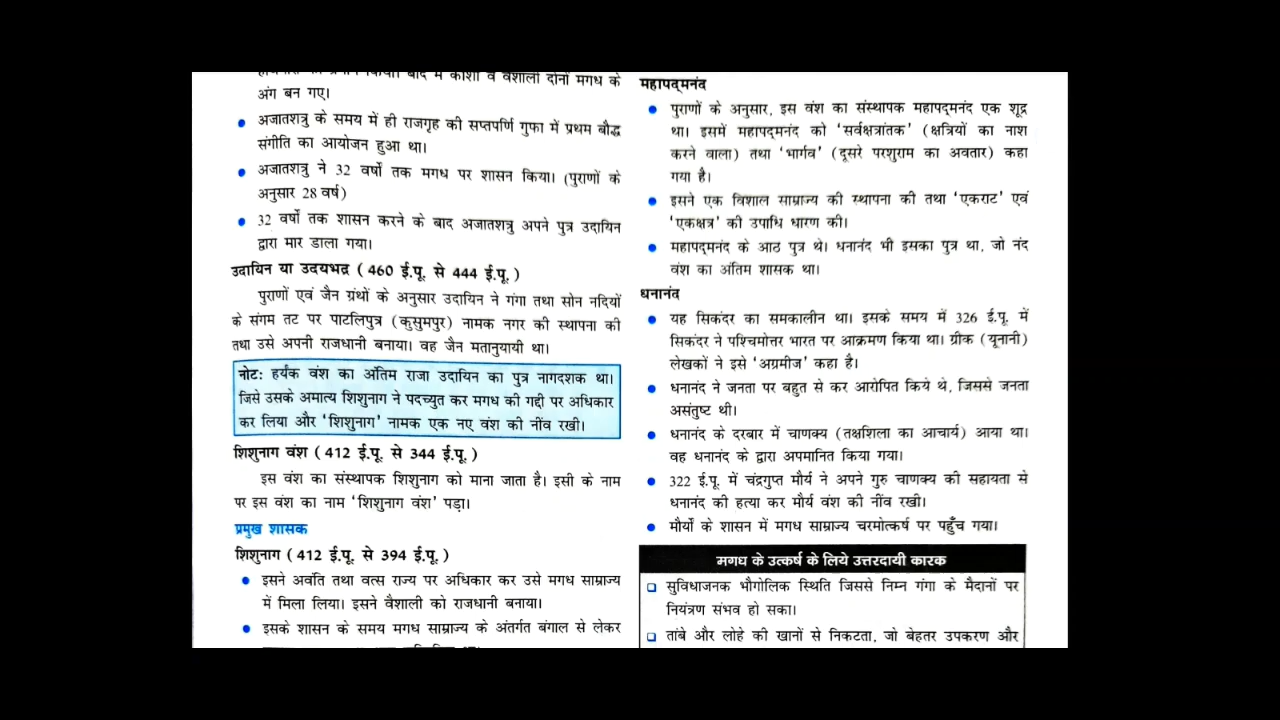 बाद में काशी व वैशाली दोनों मगध के
अंग बन गए।
• अजातशत्रु के समय में ही राजगृह की सप्तपर्णि गुफा में प्रथम बौद्ध
संगीति का आयोजन हुआ था।
• अजातशत्रु ने 32 वर्षों तक मगध पर शासन किया। (पुराणों के
अनुसार 28 वर्ष)
• 32 वर्षों तक शासन करने के बाद अजातशत्रु अपने पुत्र उदायिन
द्वारा मार डाला गया।
उदायिन या उदयभद्र (460 ई.पू. से 444 ई.पू.)
पुराणों एवं जैन ग्रंथों के अनुसार उदायिन ने गंगा तथा सोन नदियों
के संगम तट पर पाटलिपुत्र (कुसुमपुर) नामक नगर की स्थापना की
तथा उसे अपनी राजधानी बनाया। वह जैन मतानुयायी था।
नोट: हर्यंक वंश का अंतिम राजा उदायिन का पुत्र नागदशक था।
जिसे उसके अमात्य शिशुनाग ने पदच्युत कर मगध की गद्दी पर अधिकार
कर लिया और 'शिशुनाग' नामक एक नए वंश की नींव रखी।
शिशुनाग वंश (412 ई.पू. से 344 ई.पू.)
इस वंश का संस्थापक शिशुनाग को माना जाता है। इसी के नाम
पर इस वंश का नाम 'शिशुनाग वंश' पड़ा।
प्रमुख शासक
शिशुनाग (412 ई.पू. से 394 ई.पू.)
• इसने अवंति तथा वत्स राज्य पर अधिकार कर उसे मगध साम्राज्य
में मिला लिया। इसने वैशाली को राजधानी बनाया।
• इसके शासन के समय मगध साम्राज्य के अंतर्गत बंगाल से लेकर
महापद्मनंद
• पुराणों के अनुसार, इस वंश का संस्थापक महापद्मनंद एक शूद्र
था। इसमें महापद्मनंद को 'सर्वक्षत्रांतक' (क्षत्रियों का नाश
करने वाला) तथा 'भार्गव' (दूसरे परशुराम का अवतार) कहा
गया है।
• इसने एक विशाल साम्राज्य की स्थापना की तथा 'एकराट' एवं
'एकक्षत्र' की उपाधि धारण की।
• महापद्मनंद के आठ पुत्र थे। धनानंद भी इसका पुत्र था, जो नंद
वंश का अंतिम शासक था।
धनानंद
• यह सिकंदर का समकालीन था। इसके समय में 326 ई.पू. में
सिकंदर ने पश्चिमोत्तर भारत पर आक्रमण किया था। ग्रीक (यूनानी)
लेखकों ने इसे 'अग्रमीज' कहा है।
• धनानंद ने जनता पर बहुत से कर आरोपित किये थे, जिससे जनता
असंतुष्ट थी।
• धनानंद के दरबार में चाणक्य (तक्षशिला का आचार्य) आया था।
वह धनानंद के द्वारा अपमानित किया गया।
• 322 ई.पू. में चंद्रगुप्त मौर्य ने अपने गुरु चाणक्य की सहायता से
धनानंद की हत्या कर मौर्य वंश की नींव रखी।
• मौर्यों के शासन में मगध साम्राज्य चरमोत्कर्ष पर पहुँच गया।
मगध के उत्कर्ष के लिये उत्तरदायी कारक
❑ सुविधाजनक भौगोलिक स्थिति जिससे निम्न गंगा के मैदानों पर
नियंत्रण संभव हो सका।
❑ तांबे और लोहे की खानों से निकटता, जो बेहतर उपकरण और